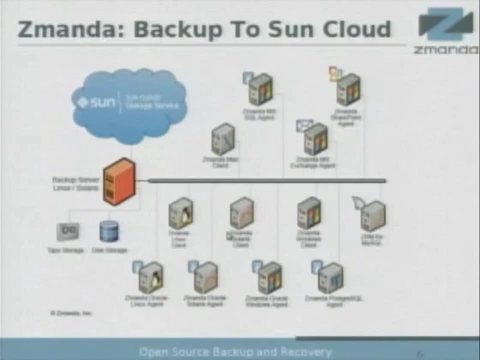 Zmanda: Backup To Sun Cloud
zmanda
Sun
SUN CLOUD
Storage Service
Zmanda MS
SQL Agent
Zmanda
SharePoint
Agent
Zmanda Mac
Client
Zmanda MS
Exchange Agent
Backup Server
Linux / Solaris
Tape Storage
Disk Storage
Zmanda
Linux
Client
Zmanda
Solaris
Client
Zmanda
Windows
Client
ZRM for
MySQL
Zmanda Oracle
Linux Agent
Zmanda Oracle
Solaris Agent
Zmanda Oracle
Windows Agent
Zmanda PostgreSQL
Agent
© Zmanda, Inc.
Open Source Backup and Recovery
6